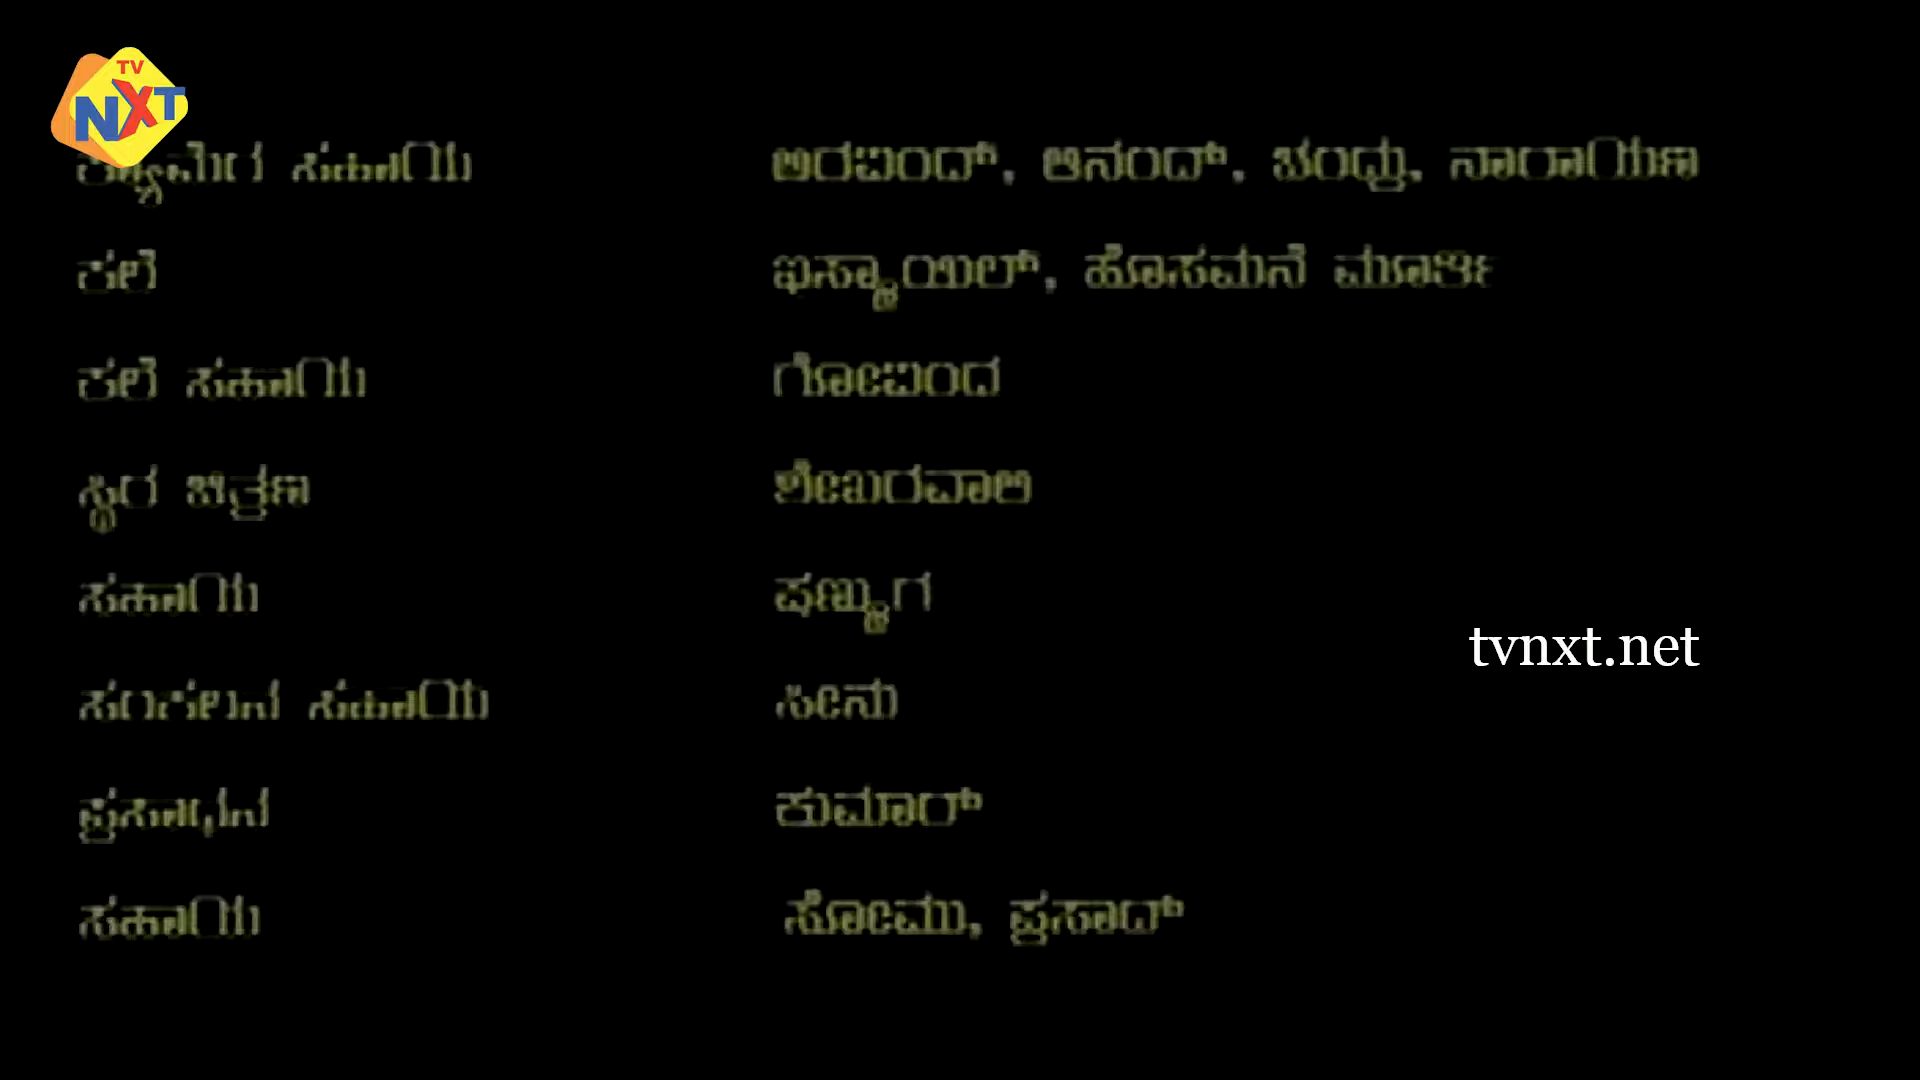 TV NXT
ಕ್ಯಾಮೆರ ಸಹಾಯ ಅರವಿಂದ್, ಆನಂದ್, ಚಂದ್ರು, ನಾರಾಯಣ
ಕಲೆ ಇಸ್ಮಾಯಿಲ್, ಹೊಸಮನೆ ಮೂರ್ತಿ
ಕಲೆ ಸಹಾಯ ಗೋವಿಂದ
ಸ್ಥಿರ ಚಿತ್ರಣ
ಸಹಾಯ ಷಣ್ಮುಗ
ಸಂಕಲನ ಸಹಾಯ ಸೀನು
ಪ್ರಸಾಧನ ಕುಮಾರ್
ಸಹಾಯ ಸೋಮು, ಪ್ರಸಾದ್
tvnxt.net